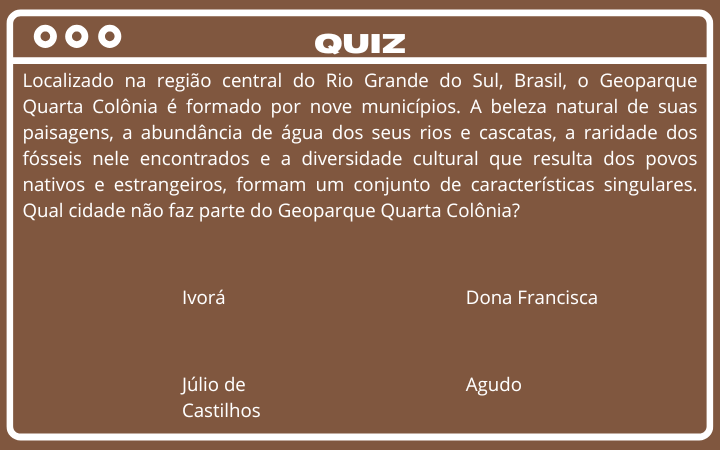 QUIZ
Localizado na região central do Rio Grande do Sul, Brasil, o Geoparque
Quarta Colônia é formado por nove municípios. A beleza natural de suas
paisagens, a abundância de água dos seus rios e cascatas, a raridade dos
fósseis nele encontrados e a diversidade cultural que resulta dos povos
nativos e estrangeiros, formam um conjunto de características singulares.
Qual cidade não faz parte do Geoparque Quarta Colônia?
Ivorá
Dona Francisca
Júlio de
Castilhos
Agudo